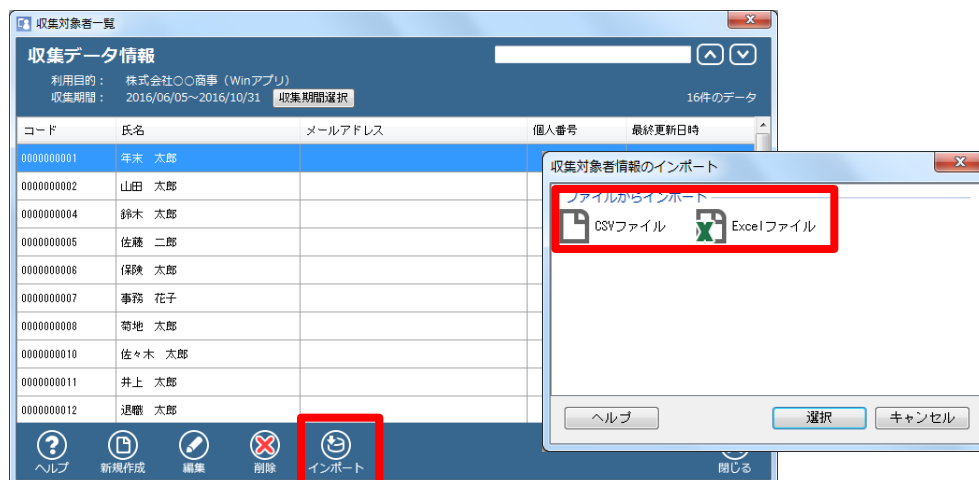 収集対象者一覧
収集データ情報
利用目的： 株式会社○○商事（Winアプリ）
収集期間： 2016/06/05～2016/10/31 収集期間選択
16件のデータ
コード 氏名 メールアドレス 個人番号 最終更新日時
0000000001 年末 太郎
0000000002 山田 太郎
0000000004 鈴木 太郎
0000000005 佐藤 二郎
0000000006 保険 太郎
0000000007 事務 花子
0000000008 菊地 太郎
0000000010 佐々木 太郎
0000000011 井上 太郎
0000000012 退職 太郎
ヘルプ 新規作成 編集 削除 インポート 閉じる
収集対象者情報のインポート
ファイルからインポート
CSVファイル Excelファイル
ヘルプ 選択 キャンセル